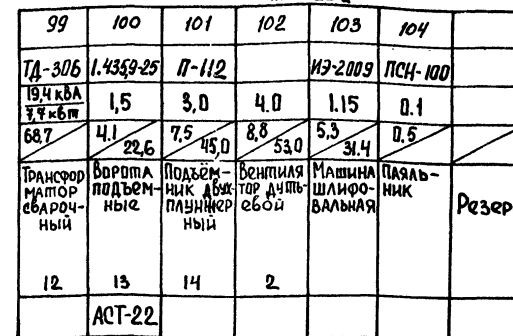 99 100 101 102 103 104
ТД-306 1.435.9-25 П-112 ИЭ-2009 ПСН-100
19,4 кВА 1,5 3,0 4.0 1.15 0.1
7,7 кВт
68,7 4.1 22,6 7,5 45,0 8,8 53,0 5.3 31.4 0.5
ТРАНСФОР ВОРОТА ПОДЪЁМ- ВЕНТИЛЯ МАШИНА ПАЯЛЬ-
МАТОР ПОДЪЕМ- НИК ДВУХ- ТОР ДУТЬ- ШЛИФО- НИК
СВАРОЧ- НЫЕ ПЛУНЖЕР ЕВОЙ ВАЛЬНАЯ РЕЗЕР
НЫЙ НЫЙ
12 13 14 2
АСТ-22